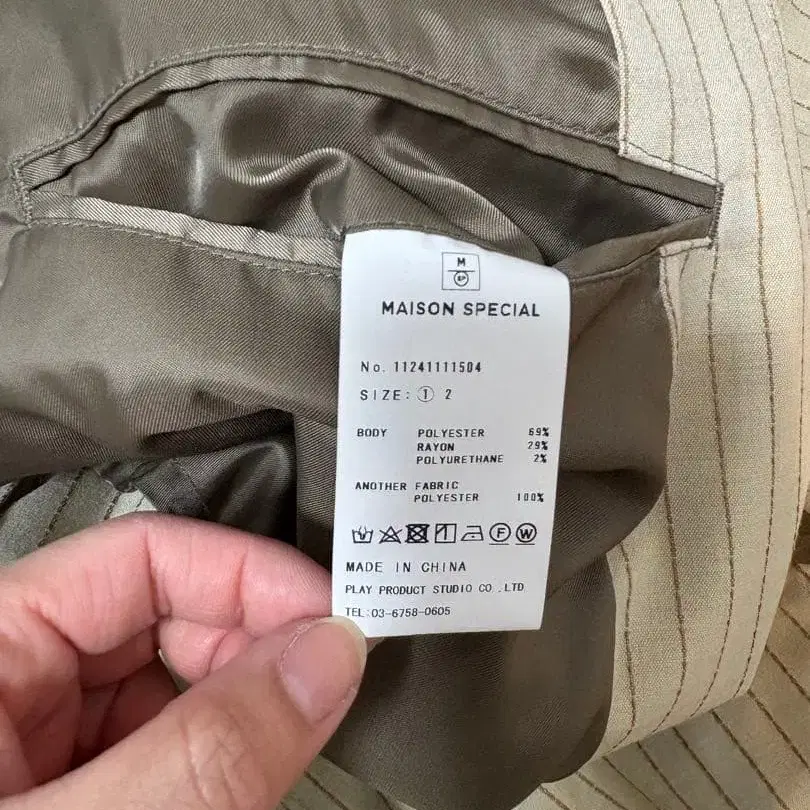 M
SP
MAISON SPECIAL
No. 11241111504
SIZE: ① 2
BODY POLYESTER 69%
RAYON 29%
POLYURETHANE 2%
ANOTHER FABRIC
POLYESTER 100%
F W
MADE IN CHINA
PLAY PRODUCT STUDIO CO.,LTD
TEL:03-6758-0605